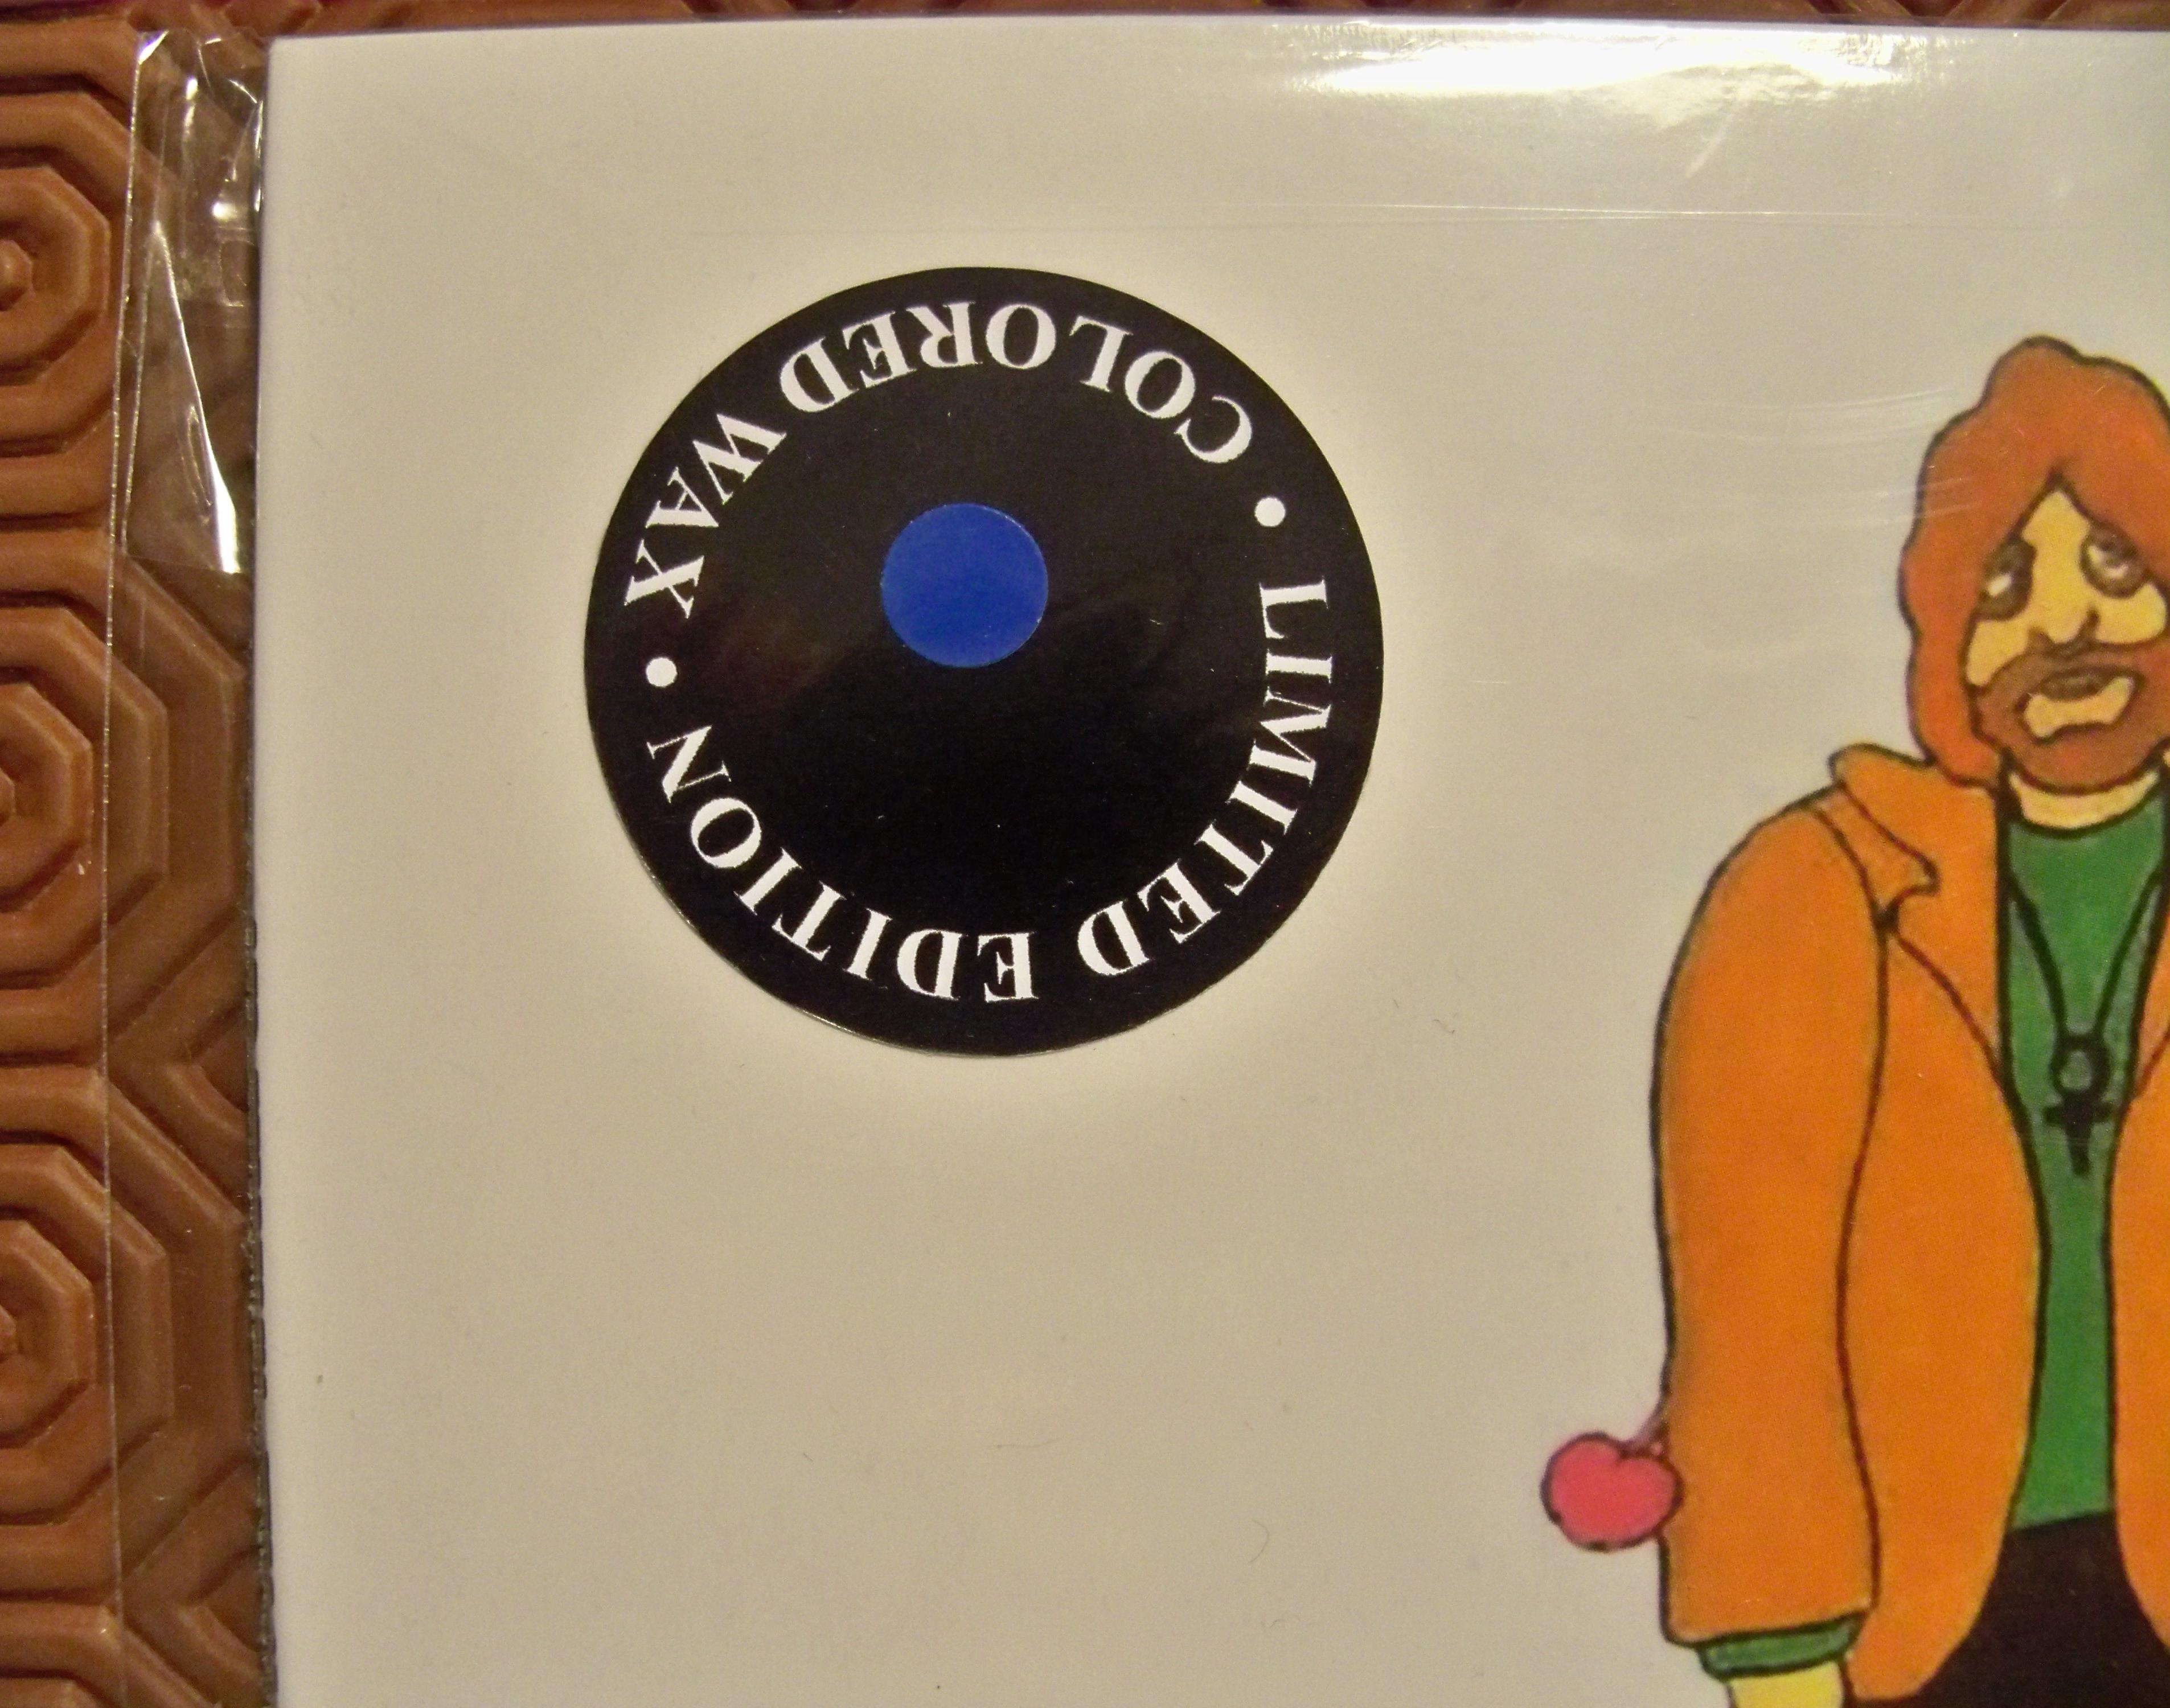 LIMITED EDITION • COLORED WAX •